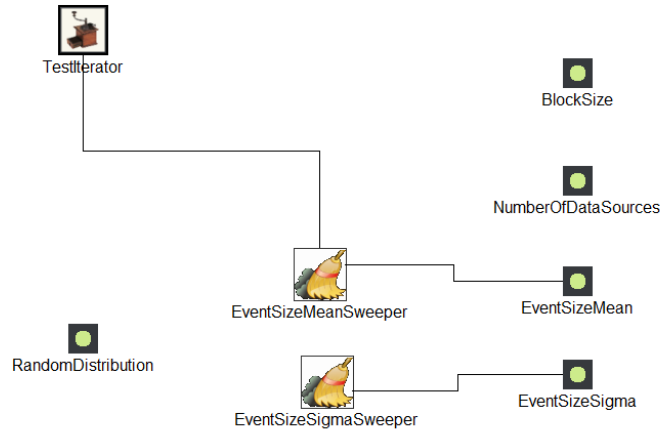 TestIterator
BlockSize
NumberOfDataSources
EventSizeMeanSweeper
EventSizeMean
RandomDistribution
EventSizeSigmaSweeper
EventSizeSigma